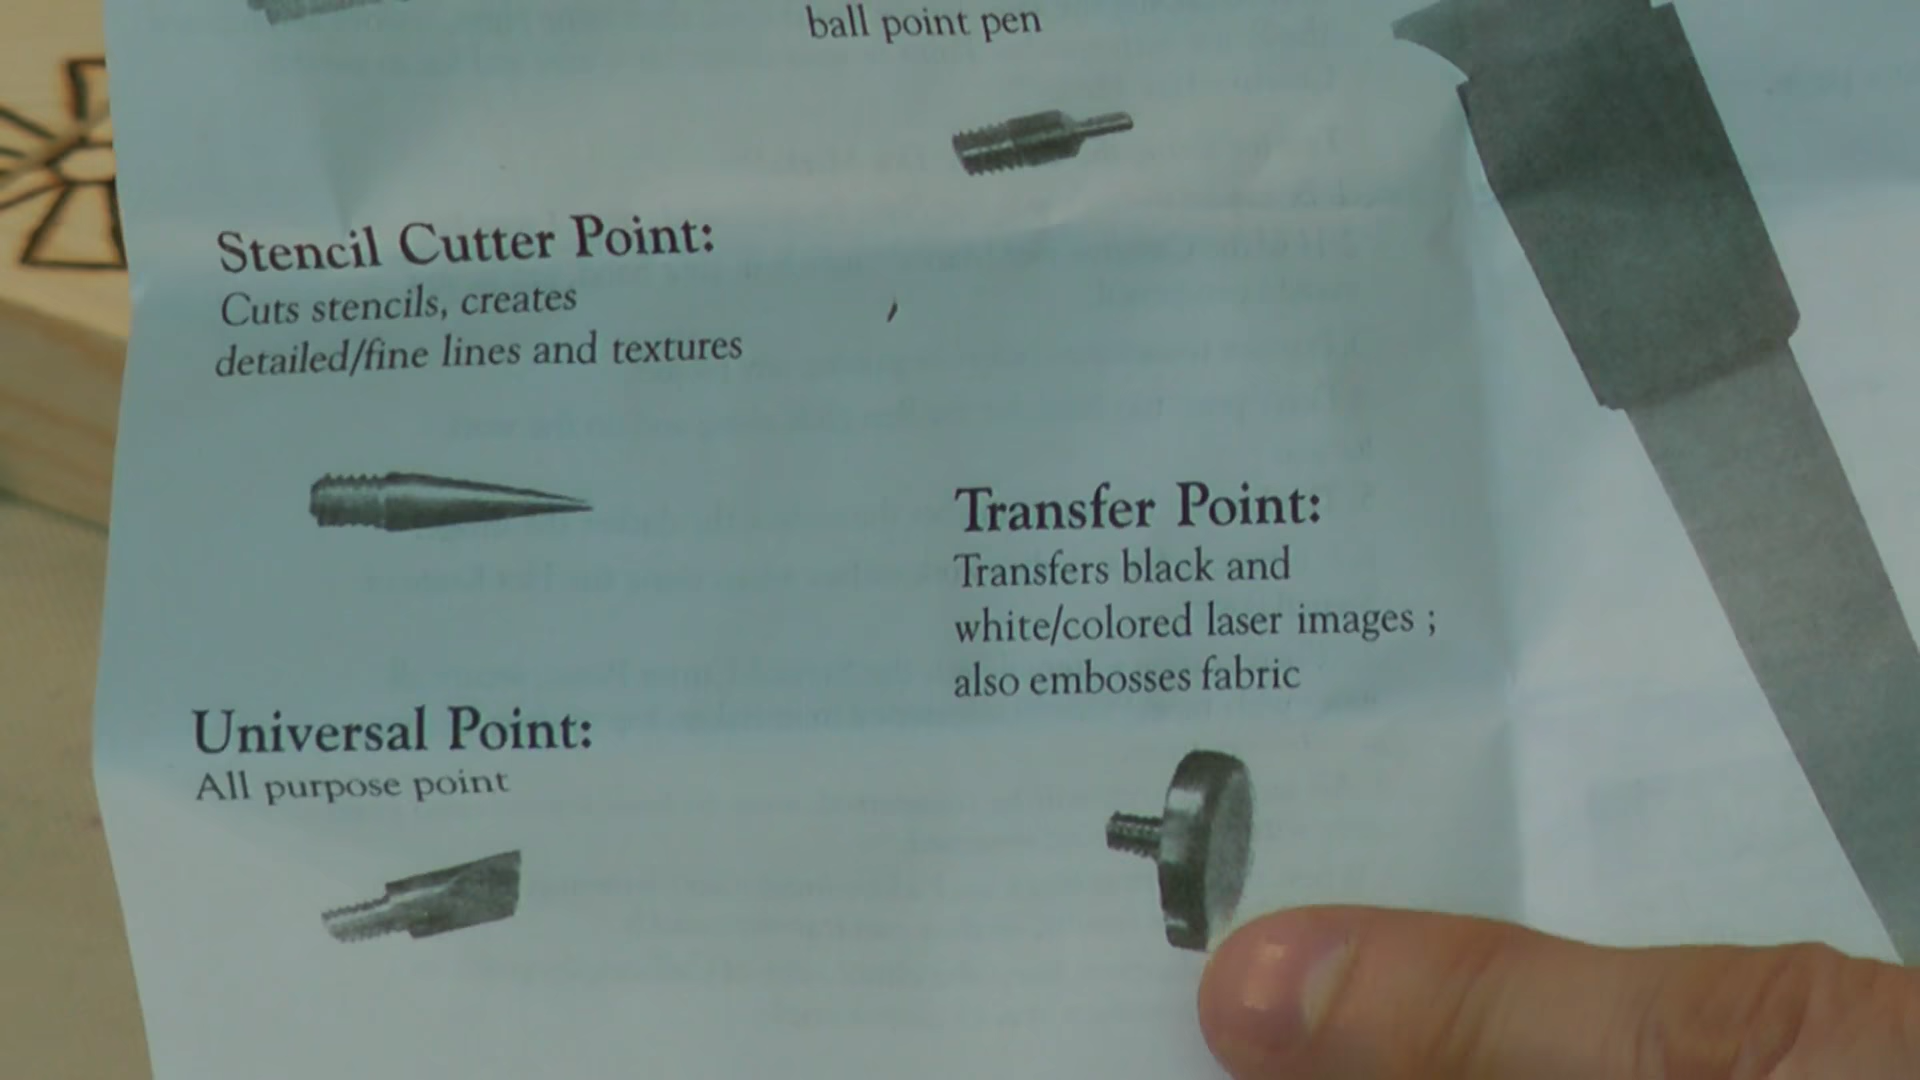 ball point pen
Stencil Cutter Point:
Cuts stencils, creates
detailed/fine lines and textures
Transfer Point:
Transfers black and
white/colored laser images ;
also embosses fabric
Universal Point:
All purpose point